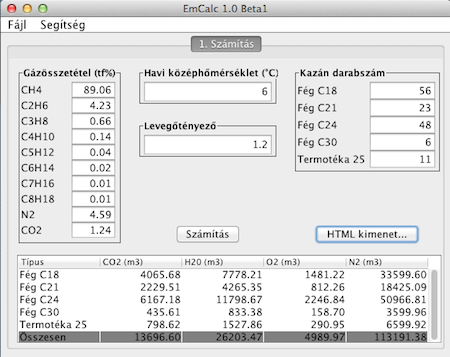 EmCalc 1.0 Beta1
Fájl Segítség
1. Számítás
Gázösszetétel (tf%)
CH4 89.06
C2H6 4.23
C3H8 0.66
C4H10 0.14
C5H12 0.04
C6H14 0.02
C7H16 0.01
C8H18 0.01
N2 4.59
CO2 1.24
Havi középhőmérséklet (°C)
6
Levegőtényező
1.2
Kazán darabszám
Fég C18 56
Fég C21 23
Fég C24 48
Fég C30 6
Termotéka 25 11
Számítás HTML kimenet...
Típus CO2 (m3) H20 (m3) O2 (m3) N2 (m3)
Fég C18 4065.68 7778.21 1481.22 33599.60
Fég C21 2229.51 4265.35 812.26 18425.09
Fég C24 6167.18 11798.67 2246.84 50966.81
Fég C30 435.61 833.38 158.70 3599.96
Termotéka 25 798.62 1527.86 290.95 6599.92
Összesen 13696.60 26203.47 4989.97 113191.38